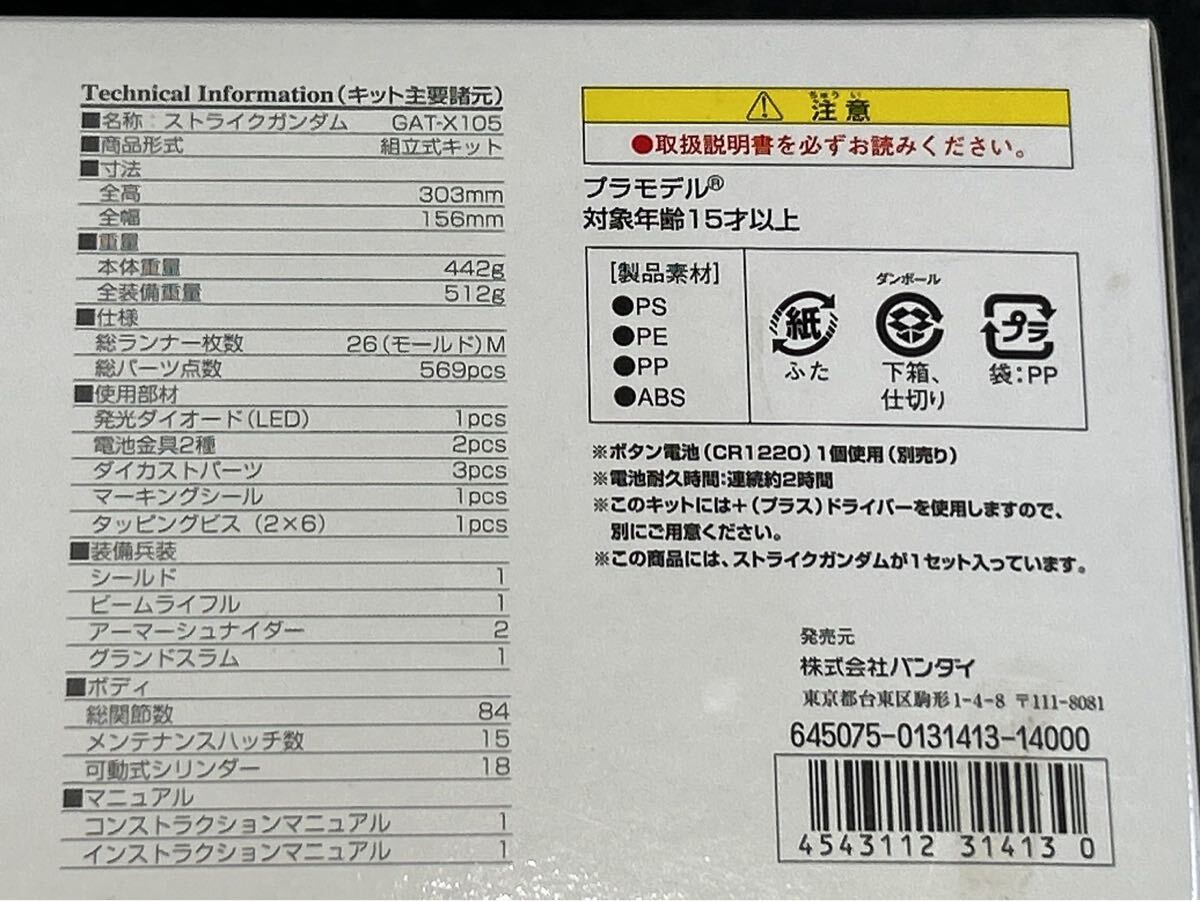 Technical Information(キット主要諸元)
■名称:ストライクガンダム GAT-X105
■商品形式 組立式キット
■寸法
全高 303mm
全幅 156mm
■重量
本体重量 442g
全装備重量 512g
■仕様
総ランナー枚数 26(モールド)M
総パーツ点数 569pcs
■使用部材
発光ダイオード(LED) 1pcs
電池金具2種 2pcs
ダイカストパーツ 3pcs
マーキングシール 1pcs
タッピングビス(2×6) 1pcs
■装備兵装
シールド 1
ビームライフル 1
アーマーシュナイダー 2
グランドスラム 1
■ボディ
総関節数 84
メンテナンスハッチ数 15
可動式シリンダー 18
■マニュアル
コンストラクションマニュアル 1
インストラクションマニュアル 1
ちゅうい
注意
●取扱説明書を必ずお読みください。
プラモデル®
対象年齢15才以上
[製品素材]
●PS
●PE
●PP
●ABS
紙
ふた
ダンボール
下箱、
仕切り
プラ
袋:PP
※ボタン電池(CR1220)1個使用(別売り)
※電池耐久時間:連続約2時間
※このキットには+(プラス)ドライバーを使用しますので、
別にご用意ください。
※この商品には、ストライクガンダムが1セット入っています。
発売元
株式会社バンダイ
東京都台東区駒形1-4-8 〒111-8081
645075-0131413-14000
4543112 31413 0